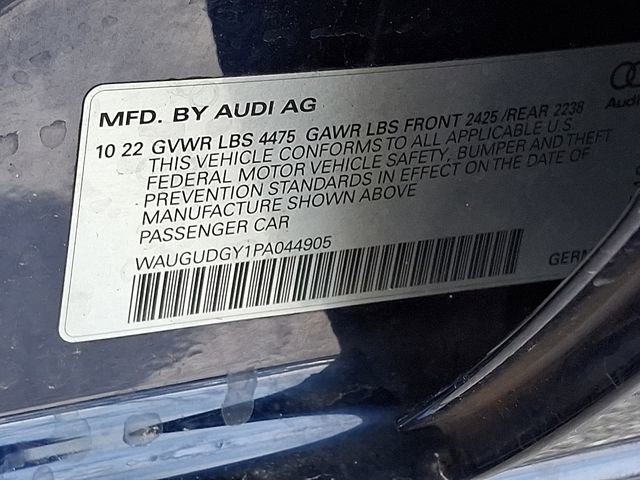 MFD. BY AUDI AG
Audi
10 22 GVWR LBS 4475 GAWR LBS FRONT 2425 /REAR 2238
THIS VEHICLE CONFORMS TO ALL APPLICABLE U.S.
FEDERAL MOTOR VEHICLE SAFETY, BUMPER AND THEFT
PREVENTION STANDARDS IN EFFECT ON THE DATE OF
MANUFACTURE SHOWN ABOVE
PASSENGER CAR
WAUGUDGY1PA044905
GERN